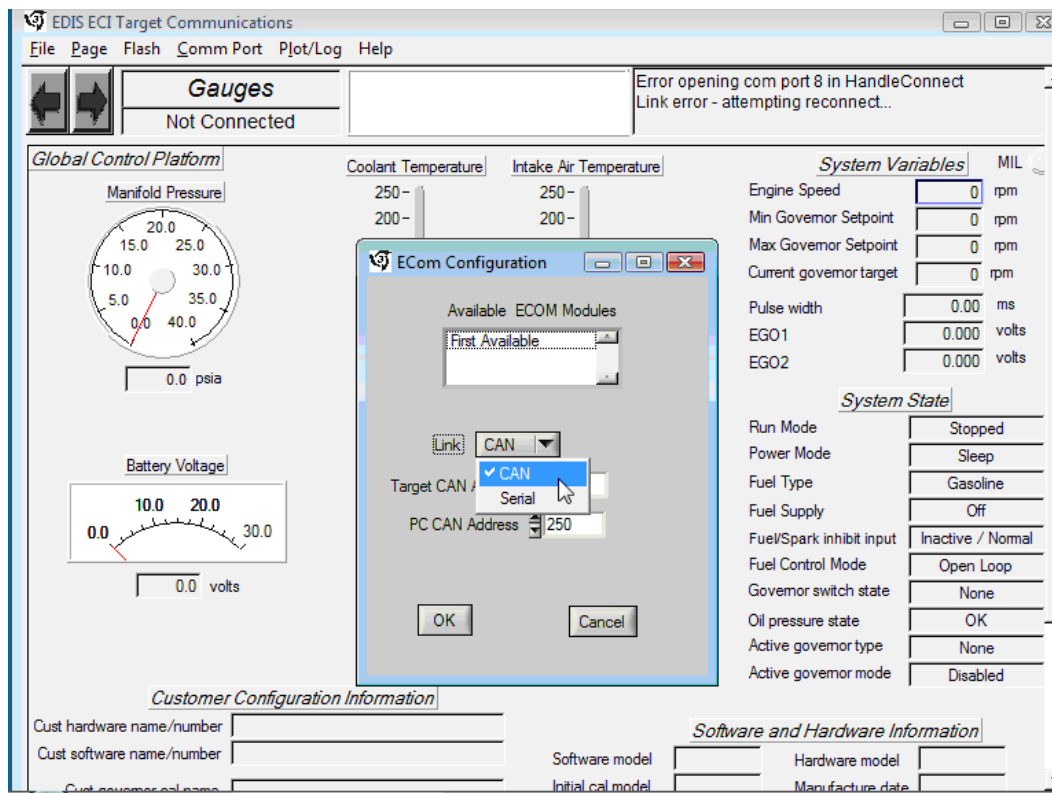 EDIS ECI Target Communications
File Page Flash Comm Port Plot/Log Help
Gauges
Not Connected
Error opening com port 8 in HandleConnect
Link error - attempting reconnect...
Global Control Platform
Manifold Pressure
20.0
15.0 25.0
10.0 30.0
5.0 35.0
0.0 40.0
0.0 psia
Battery Voltage
10.0 20.0
0.0 30.0
0.0 volts
Coolant Temperature
250
200
Intake Air Temperature
250
200
ECom Configuration
Available ECOM Modules
First Available
Link CAN
CAN
Serial
Target CAN
PC CAN Address 250
OK Cancel
System Variables MIL
Engine Speed 0 rpm
Min Governor Setpoint 0 rpm
Max Governor Setpoint 0 rpm
Current governor target 0 rpm
Pulse width 0.00 ms
EGO1 0.000 volts
EGO2 0.000 volts
System State
Run Mode Stopped
Power Mode Sleep
Fuel Type Gasoline
Fuel Supply Off
Fuel/Spark inhibit input Inactive / Normal
Fuel Control Mode Open Loop
Governor switch state None
Oil pressure state OK
Active governor type None
Active governor mode Disabled
Customer Configuration Information
Cust hardware name/number
Cust software name/number
Cust governor cal name
Software and Hardware Information
Software model Hardware model
Initial cal model Manufacture date